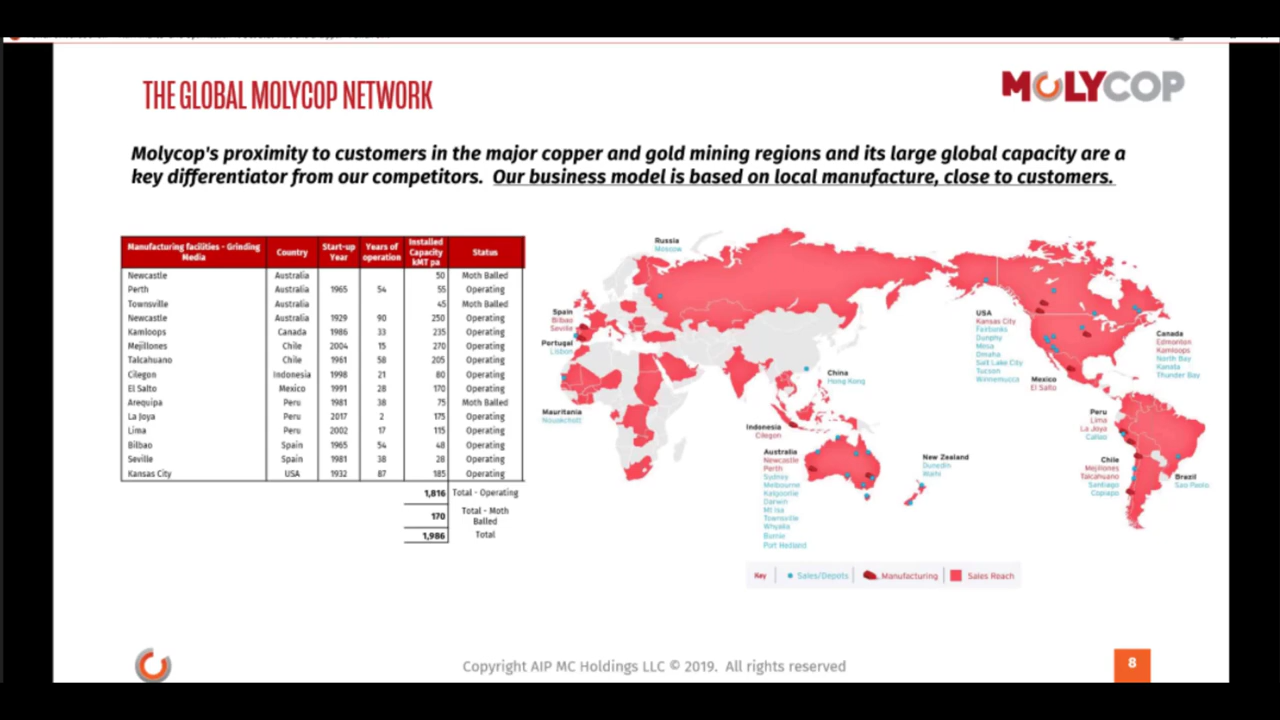 THE GLOBAL MOLYCOP NETWORK
MOLYCOP
Molycop's proximity to customers in the major copper and gold mining regions and its large global capacity are a
key differentiator from our competitors. Our business model is based on local manufacture, close to customers.
Manufacturing facilities - Grinding Media Country Start-up Year Years of operation Installed Capacity kMT pa Status
Newcastle Australia 50 Moth Balled
Perth Australia 1965 54 55 Operating
Townsville Australia 45 Moth Balled
Newcastle Australia 1929 90 250 Operating
Kamloops Canada 1986 33 235 Operating
Mejillones Chile 2004 15 270 Operating
Talcahuano Chile 1961 58 205 Operating
Cilegon Indonesia 1998 21 80 Operating
El Salto Mexico 1991 28 170 Operating
Arequipa Peru 1981 38 75 Moth Balled
La Joya Peru 2017 2 175 Operating
Lima Peru 2002 17 115 Operating
Bilbao Spain 1965 54 48 Operating
Seville Spain 1981 38 28 Operating
Kansas City USA 1932 87 185 Operating
1,816 Total - Operating
170 Total - Moth Balled
1,986 Total
Russia
Moscow
Spain
Bilbao
Seville
Portugal
Lisbon
Mauritania
Nouakchott
China
Hong Kong
Indonesia
Cilegon
Australia
Newcastle
Perth
Sydney
Melbourne
Kalgoorlie
Darwin
Mt Isa
Townsville
Whyalla
Burnie
Port Hedland
New Zealand
Dunedin
Waihi
USA
Kansas City
Fairbanks
Dunphy
Mesa
Omaha
Salt Lake City
Tucson
Winnemucca
Mexico
El Salto
Canada
Edmonton
Kamloops
North Bay
Kanata
Thunder Bay
Peru
Lima
La Joya
Callao
Chile
Mejillones
Talcahuano
Santiago
Copiapo
Brazil
Sao Paolo
Key Sales/Depots Manufacturing Sales Reach
Copyright AIP MC Holdings LLC © 2019. All rights reserved
8